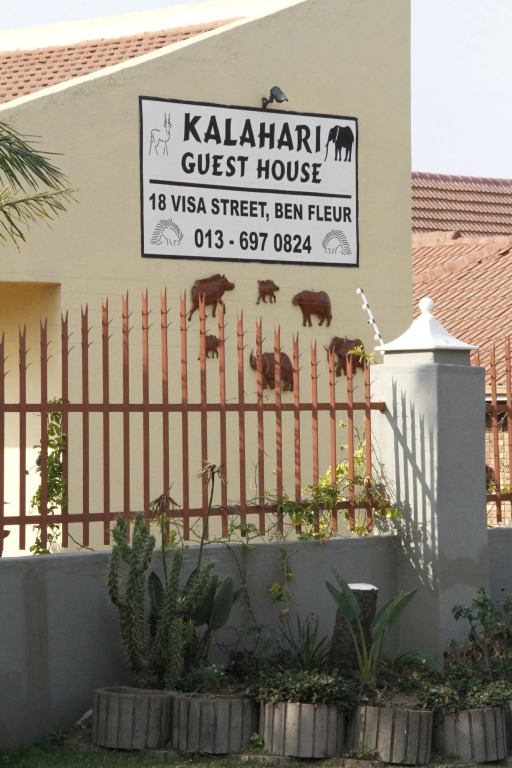 KALAHARI
GUEST HOUSE
18 VISA STREET, BEN FLEUR
013 - 697 0824